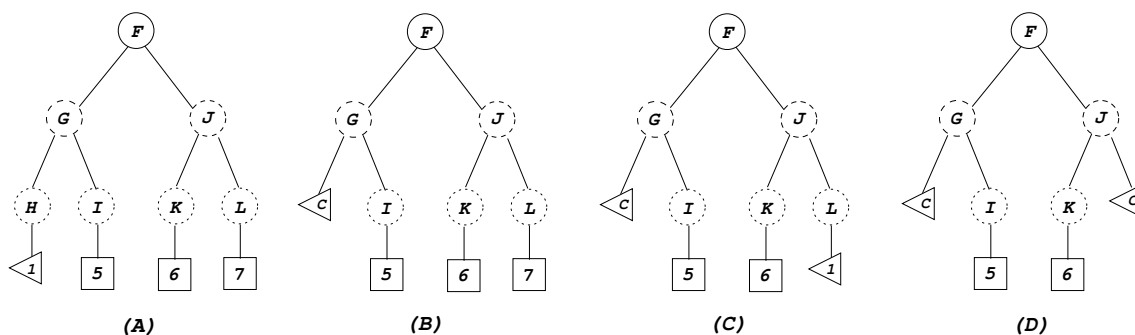 F F F F
G J G J G J G J
H I K L C I K L C I K L C I K C
1 5 6 7 5 6 7 5 6 1 5 6
(A) (B) (C) (D)